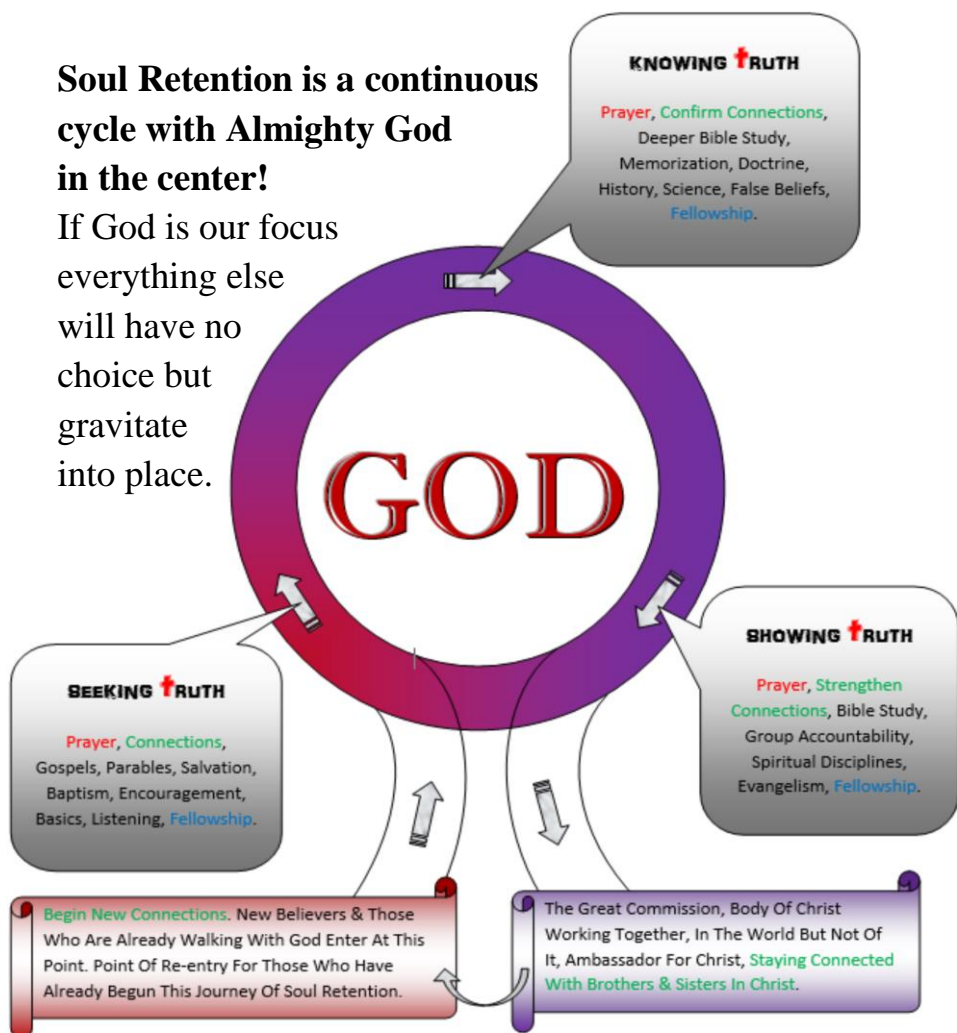 Soul Retention is a continuous
cycle with Almighty God
in the center!
If God is our focus
everything else
will have no
choice but
gravitate
into place.
KNOWING TRUTH
Prayer, Confirm Connections,
Deeper Bible Study,
Memorization, Doctrine,
History, Science, False Beliefs,
Fellowship.
GOD
SEEKING TRUTH
Prayer, Connections,
Gospels, Parables, Salvation,
Baptism, Encouragement,
Basics, Listening, Fellowship.
SHOWING TRUTH
Prayer, Strengthen
Connections, Bible Study,
Group Accountability,
Spiritual Disciplines,
Evangelism, Fellowship.
Begin New Connections. New Believers & Those
Who Are Already Walking With God Enter At This
Point. Point Of Re-entry For Those Who Have
Already Begun This Journey Of Soul Retention.
The Great Commission, Body Of Christ
Working Together, In The World But Not Of
It, Ambassador For Christ, Staying Connected
With Brothers & Sisters In Christ.